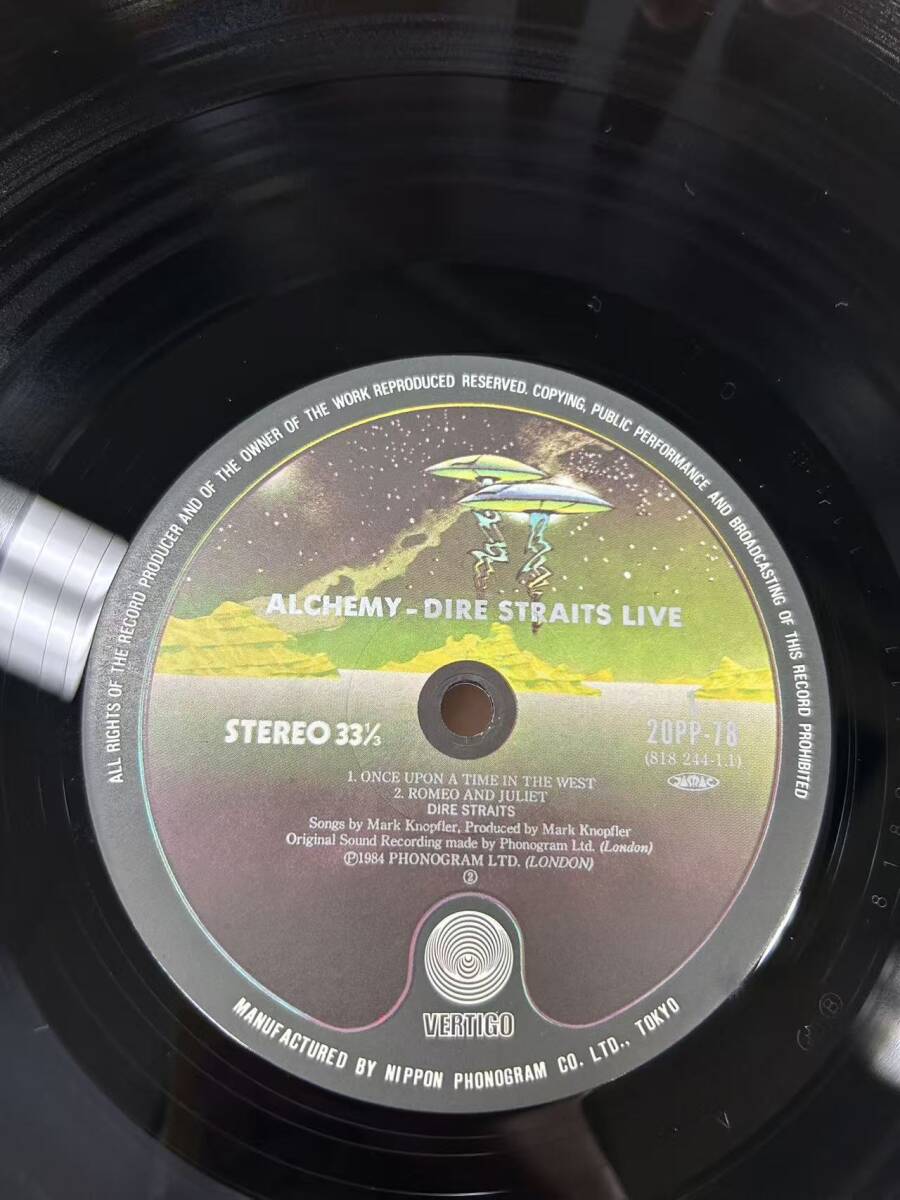 ALL RIGHTS OF THE RECORD PRODUCER AND OF THE OWNER OF THE WORK REPRODUCED RESERVED. COPYING, PUBLIC PERFORMANCE AND BROADCASTING OF THIS RECORD PROHIBITED
ALCHEMY – DIRE STRAITS LIVE
1
STEREO 33⅓
20PP-78
(818 244-1.1)
JASRAC
1. ONCE UPON A TIME IN THE WEST
2. ROMEO AND JULIET
DIRE STRAITS
Songs by Mark Knopfler, Produced by Mark Knopfler
Original Sound Recording made by Phonogram Ltd. (London)
Ⓟ1984 PHONOGRAM LTD. (LONDON)
②
VERTIGO
MANUFACTURED BY NIPPON PHONOGRAM CO. LTD., TOKYO